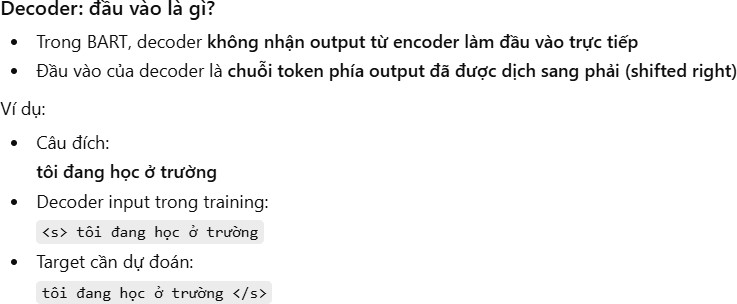 Decoder: đầu vào là gì?
• Trong BART, decoder không nhận output từ encoder làm đầu vào trực tiếp
• Đầu vào của decoder là chuỗi token phía output đã được dịch sang phải (shifted right)
Ví dụ:
• Câu đích:
tôi đang học ở trường
• Decoder input trong training:
<s> tôi đang học ở trường
• Target cần dự đoán:
tôi đang học ở trường </s>